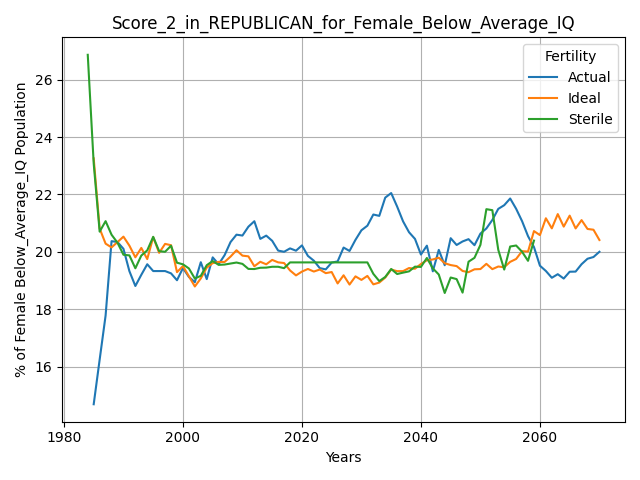 Score_2_in_REPUBLICAN_for_Female_Below_Average_IQ
Fertility
Actual
Ideal
Sterile
% of Female Below_Average_IQ Population
26
24
22
20
18
16
1980
2000
2020
2040
2060
Years